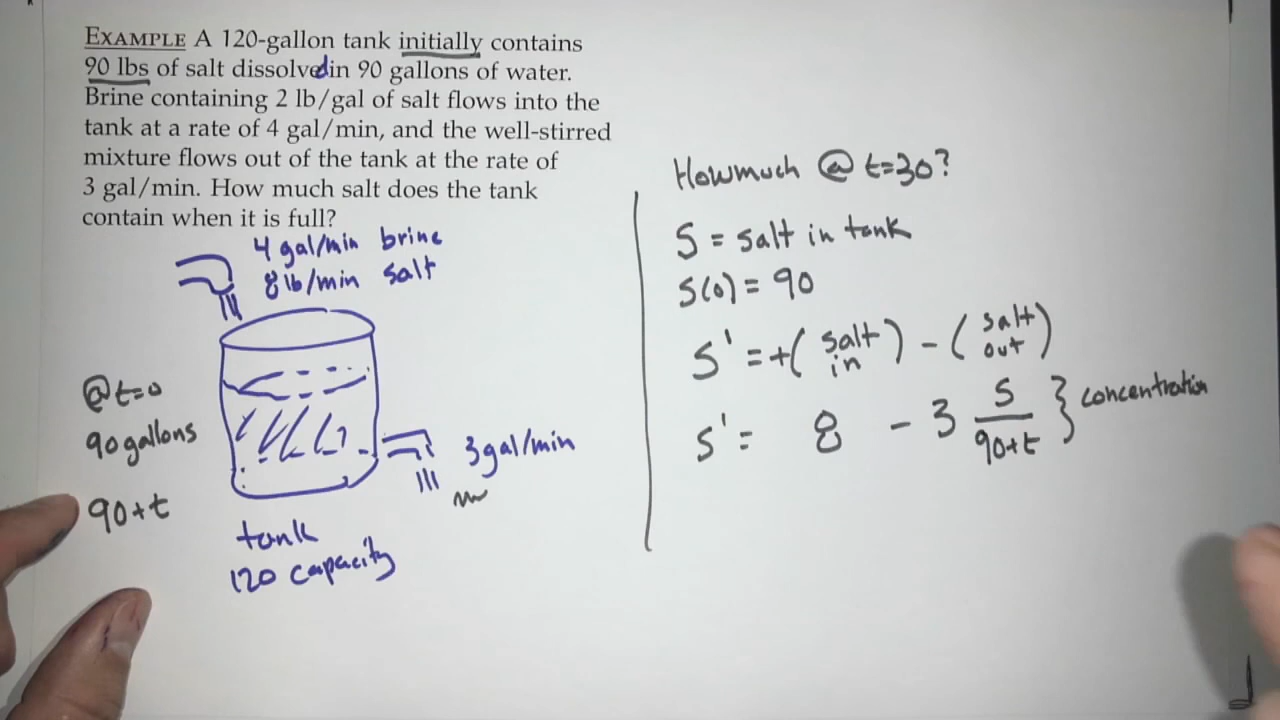 EXAMPLE A 120-gallon tank initially contains
90 lbs of salt dissolved in 90 gallons of water.
Brine containing 2 lb/gal of salt flows into the
tank at a rate of 4 gal/min, and the well-stirred
mixture flows out of the tank at the rate of
3 gal/min. How much salt does the tank
contain when it is full?
4 gal/min brine
8 lb/min salt
@t=0
90 gallons
90+t
3 gal/min
tank
120 capacity
How much @ t=30?
S = salt in tank
S(0) = 90
S' = +(salt in) - (salt out)
S' = 8 - 3 S/(90+t) } concentration